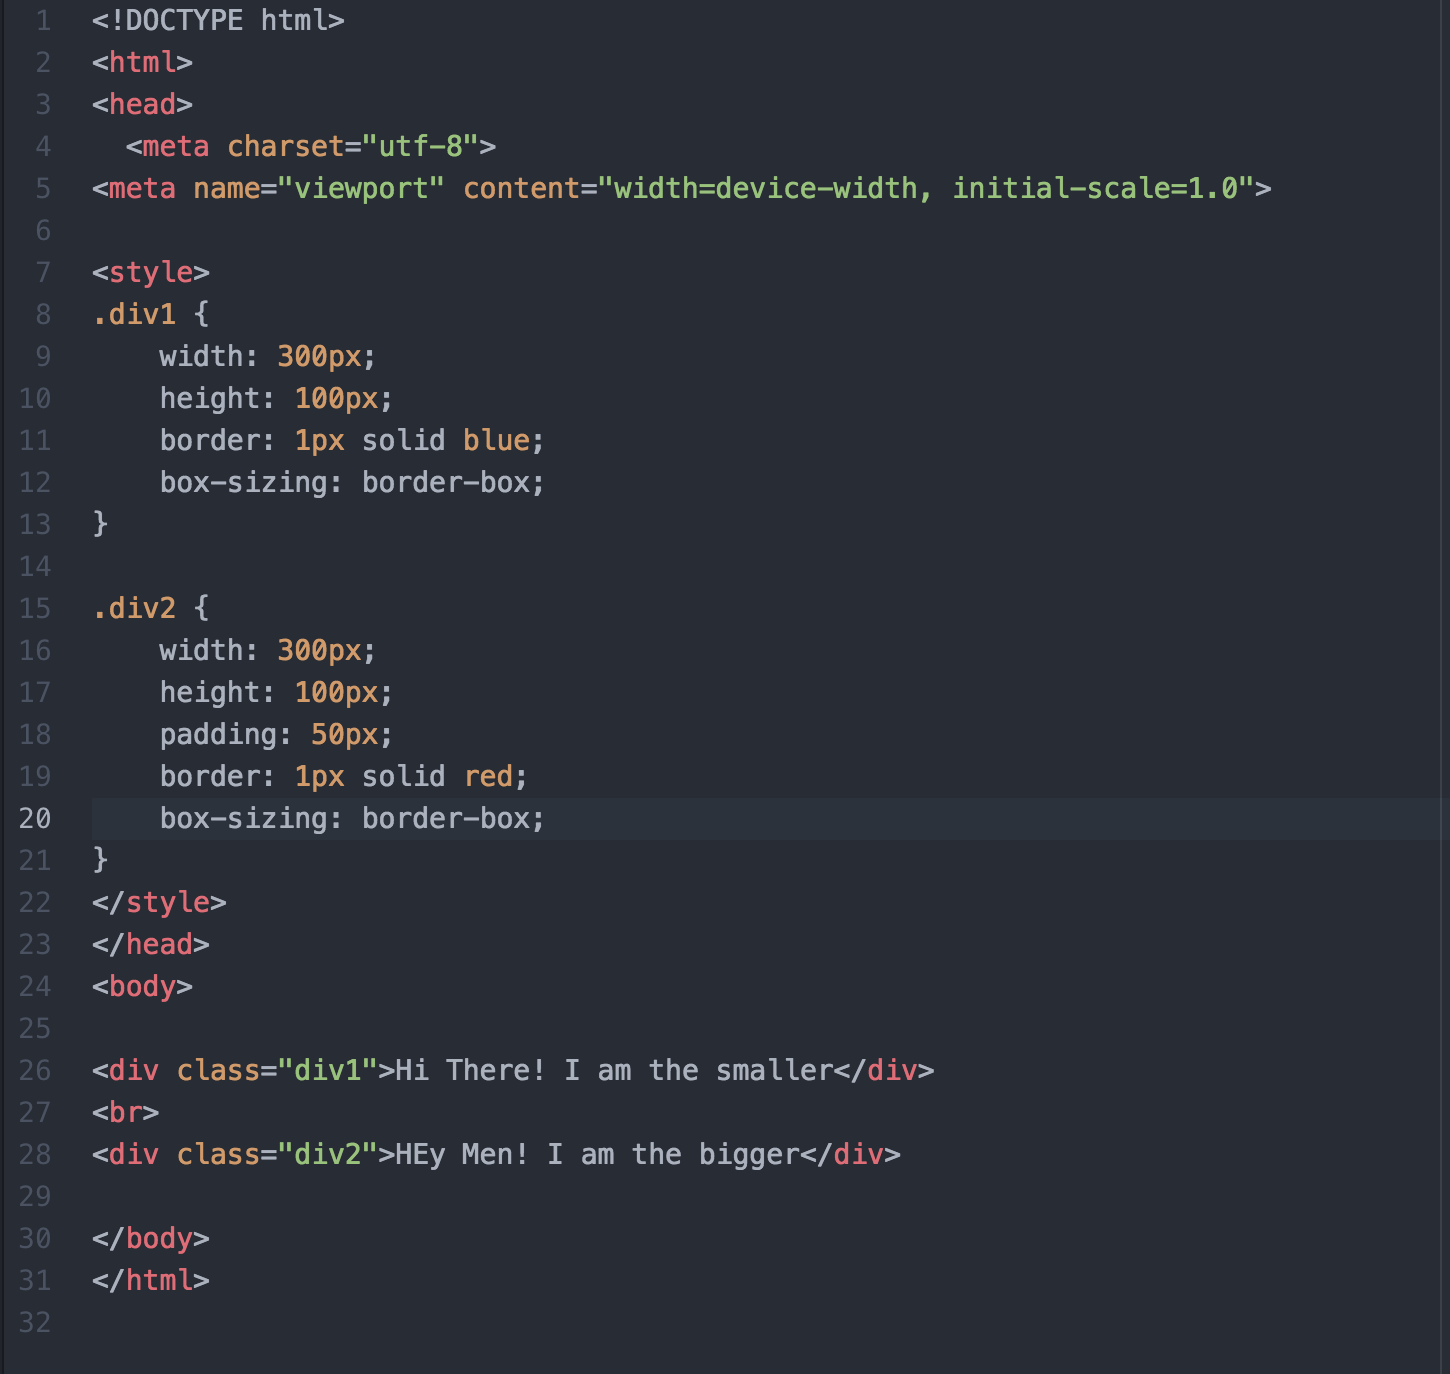 1 <!DOCTYPE html>
2 <html>
3 <head>
4   <meta charset="utf-8">
5 <meta name="viewport" content="width=device-width, initial-scale=1.0">
6
7 <style>
8 .div1 {
9     width: 300px;
10     height: 100px;
11     border: 1px solid blue;
12     box-sizing: border-box;
13 }
14
15 .div2 {
16     width: 300px;
17     height: 100px;
18     padding: 50px;
19     border: 1px solid red;
20     box-sizing: border-box;
21 }
22 </style>
23 </head>
24 <body>
25
26 <div class="div1">Hi There! I am the smaller</div>
27 <br>
28 <div class="div2">HEy Men! I am the bigger</div>
29
30 </body>
31 </html>
32